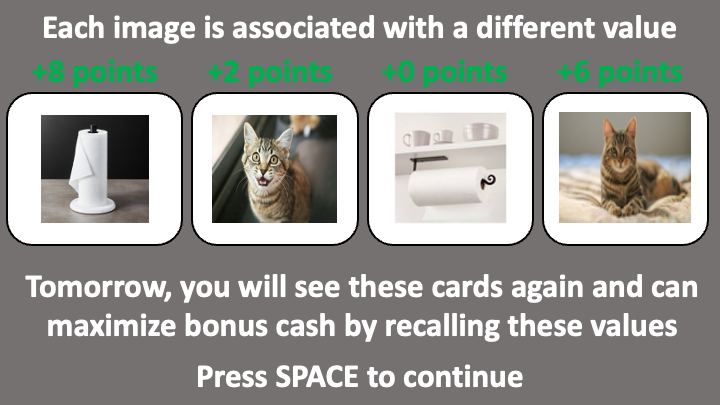 Each image is associated with a different value
+8 points +2 points +0 points +6 points
Tomorrow, you will see these cards again and can
maximize bonus cash by recalling these values
Press SPACE to continue